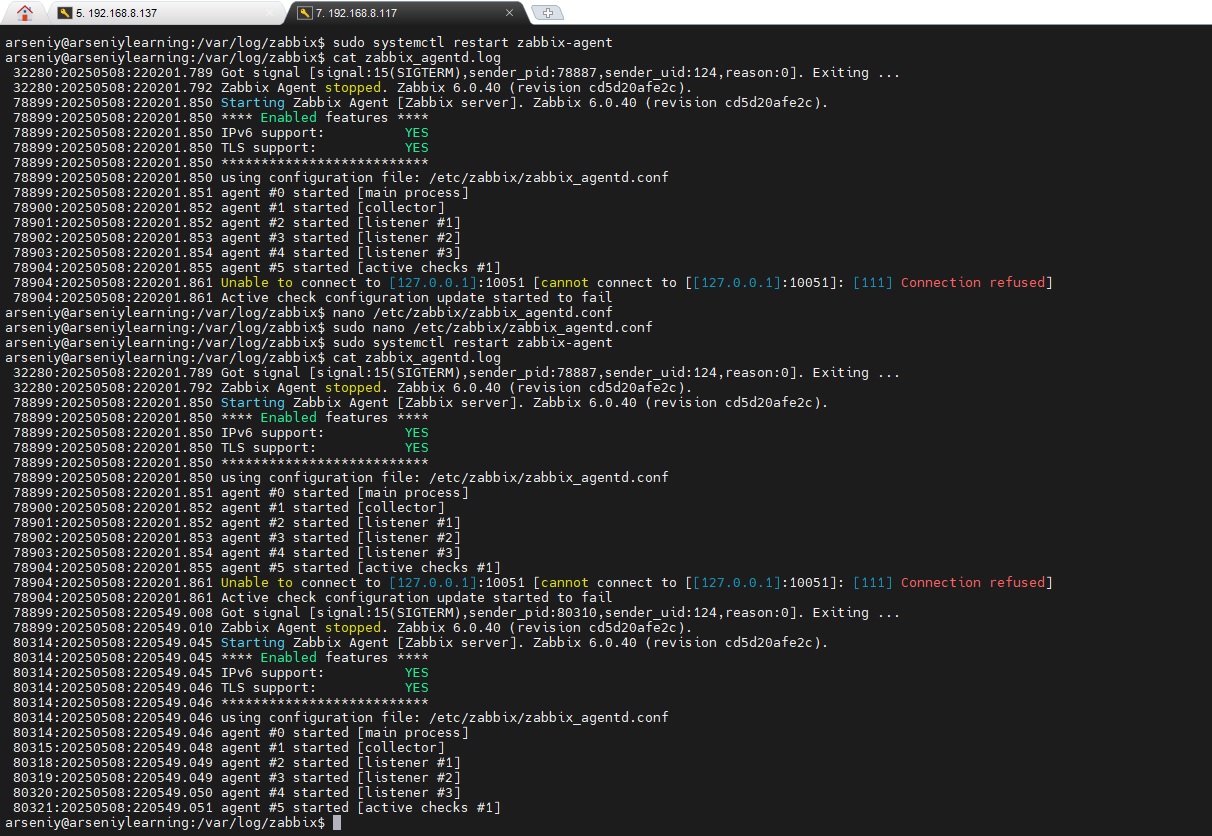 5. 192.168.8.137
7. 192.168.8.117
arseniy@arseniylearning:/var/log/zabbix$ sudo systemctl restart zabbix-agent
arseniy@arseniylearning:/var/log/zabbix$ cat zabbix_agentd.log
32280:20250508:220201.789 Got signal [signal:15(SIGTERM),sender_pid:78887,sender_uid:124,reason:0]. Exiting ...
32280:20250508:220201.792 Zabbix Agent stopped. Zabbix 6.0.40 (revision cd5d20afe2c).
78899:20250508:220201.850 Starting Zabbix Agent [Zabbix server]. Zabbix 6.0.40 (revision cd5d20afe2c).
78899:20250508:220201.850 **** Enabled features ****
78899:20250508:220201.850 IPv6 support:          YES
78899:20250508:220201.850 TLS support:           YES
78899:20250508:220201.850 **************************
78899:20250508:220201.850 using configuration file: /etc/zabbix/zabbix_agentd.conf
78899:20250508:220201.851 agent #0 started [main process]
78900:20250508:220201.852 agent #1 started [collector]
78901:20250508:220201.852 agent #2 started [listener #1]
78902:20250508:220201.853 agent #3 started [listener #2]
78903:20250508:220201.854 agent #4 started [listener #3]
78904:20250508:220201.855 agent #5 started [active checks #1]
78904:20250508:220201.861 Unable to connect to [127.0.0.1]:10051 [cannot connect to [[127.0.0.1]:10051]: [111] Connection refused]
78904:20250508:220201.861 Active check configuration update started to fail
arseniy@arseniylearning:/var/log/zabbix$ nano /etc/zabbix/zabbix_agentd.conf
arseniy@arseniylearning:/var/log/zabbix$ sudo nano /etc/zabbix/zabbix_agentd.conf
arseniy@arseniylearning:/var/log/zabbix$ sudo systemctl restart zabbix-agent
arseniy@arseniylearning:/var/log/zabbix$ cat zabbix_agentd.log
32280:20250508:220201.789 Got signal [signal:15(SIGTERM),sender_pid:78887,sender_uid:124,reason:0]. Exiting ...
32280:20250508:220201.792 Zabbix Agent stopped. Zabbix 6.0.40 (revision cd5d20afe2c).
78899:20250508:220201.850 Starting Zabbix Agent [Zabbix server]. Zabbix 6.0.40 (revision cd5d20afe2c).
78899:20250508:220201.850 **** Enabled features ****
78899:20250508:220201.850 IPv6 support:          YES
78899:20250508:220201.850 TLS support:           YES
78899:20250508:220201.850 **************************
78899:20250508:220201.850 using configuration file: /etc/zabbix/zabbix_agentd.conf
78899:20250508:220201.851 agent #0 started [main process]
78900:20250508:220201.852 agent #1 started [collector]
78901:20250508:220201.852 agent #2 started [listener #1]
78902:20250508:220201.853 agent #3 started [listener #2]
78903:20250508:220201.854 agent #4 started [listener #3]
78904:20250508:220201.855 agent #5 started [active checks #1]
78904:20250508:220201.861 Unable to connect to [127.0.0.1]:10051 [cannot connect to [[127.0.0.1]:10051]: [111] Connection refused]
78904:20250508:220201.861 Active check configuration update started to fail
78899:20250508:220549.008 Got signal [signal:15(SIGTERM),sender_pid:80310,sender_uid:124,reason:0]. Exiting ...
78899:20250508:220549.010 Zabbix Agent stopped. Zabbix 6.0.40 (revision cd5d20afe2c).
80314:20250508:220549.045 Starting Zabbix Agent [Zabbix server]. Zabbix 6.0.40 (revision cd5d20afe2c).
80314:20250508:220549.045 **** Enabled features ****
80314:20250508:220549.045 IPv6 support:          YES
80314:20250508:220549.046 TLS support:           YES
80314:20250508:220549.046 **************************
80314:20250508:220549.046 using configuration file: /etc/zabbix/zabbix_agentd.conf
80314:20250508:220549.046 agent #0 started [main process]
80315:20250508:220549.048 agent #1 started [collector]
80318:20250508:220549.049 agent #2 started [listener #1]
80319:20250508:220549.049 agent #3 started [listener #2]
80320:20250508:220549.050 agent #4 started [listener #3]
80321:20250508:220549.051 agent #5 started [active checks #1]
arseniy@arseniylearning:/var/log/zabbix$